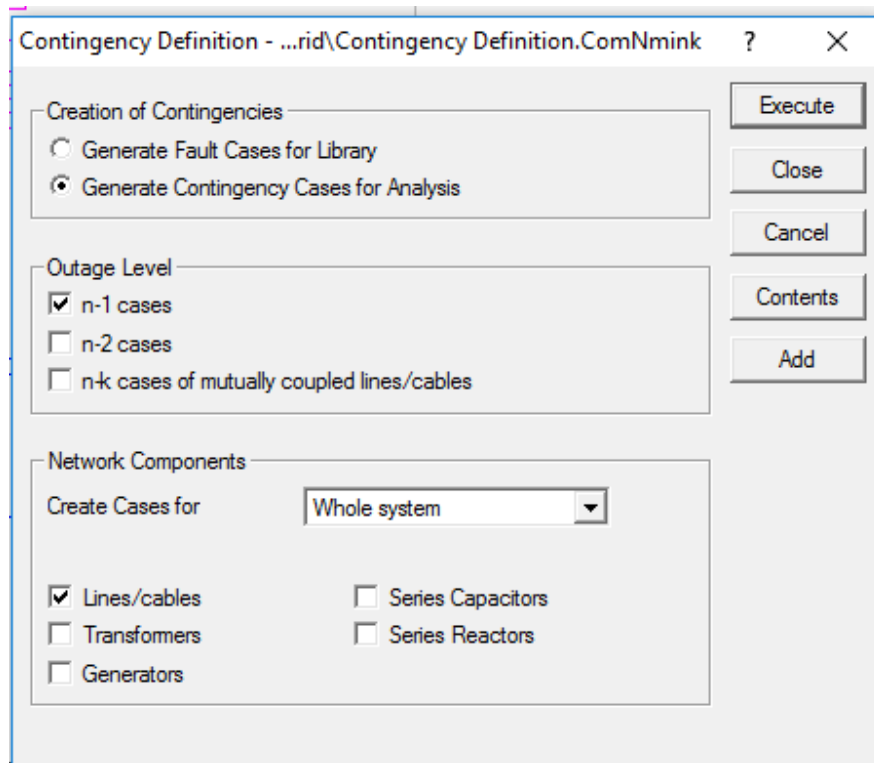 Contingency Definition - ...rid\Contingency Definition.ComNmink ? ×
Creation of Contingencies
Generate Fault Cases for Library
Generate Contingency Cases for Analysis
Execute
Close
Cancel
Contents
Add
Outage Level
n-1 cases
n-2 cases
n-k cases of mutually coupled lines/cables
Network Components
Create Cases for Whole system
Lines/cables
Transformers
Generators
Series Capacitors
Series Reactors